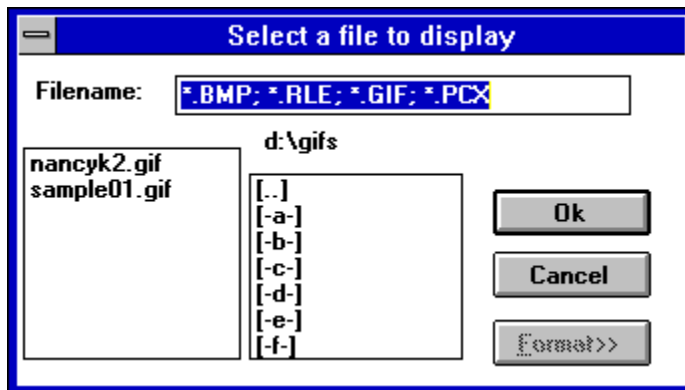 Select a file to display
Filename: *.BMP; *.RLE; *.GIF; *.PCX
d:\gifs
nancyk2.gif
sample01.gif
[..]
[-a-]
[-b-]
[-c-]
[-d-]
[-e-]
[-f-]
Ok
Cancel
Format>>